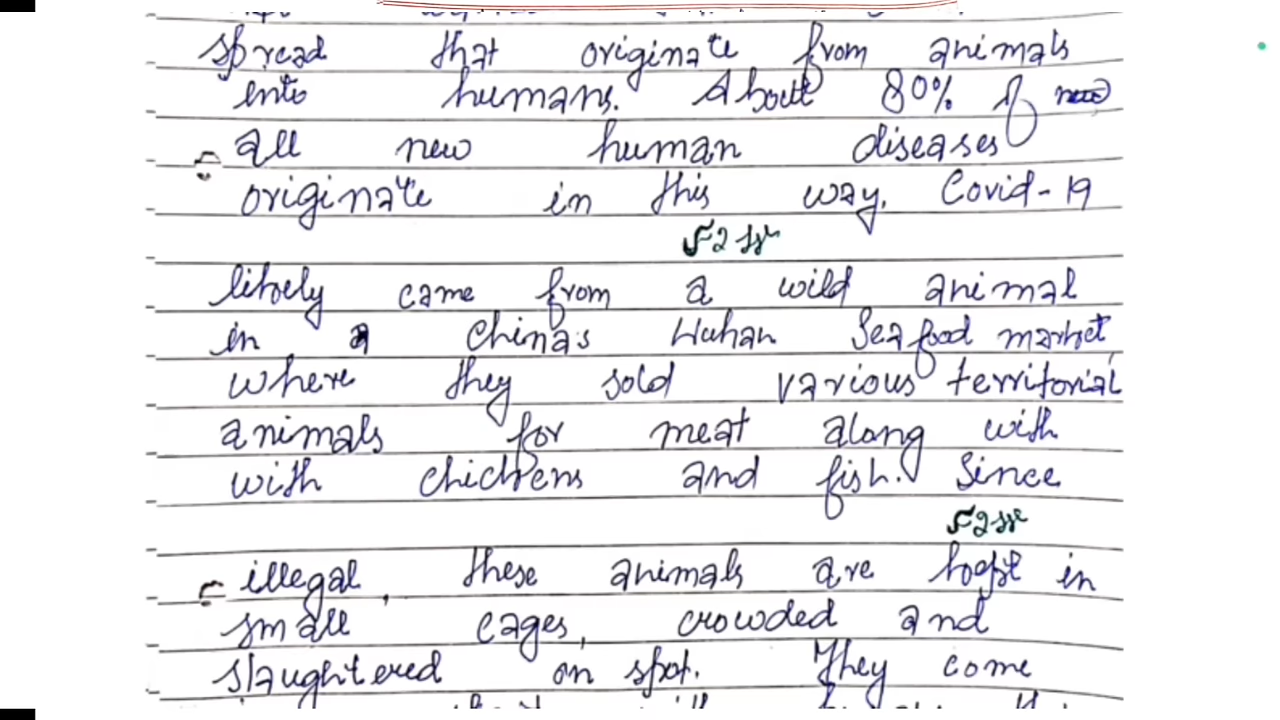 spread that originate from animals
into humans. About 80% of
all new human diseases
originate in this way. Covid-19
likely came from a wild animal
in a China's Wuhan Seafood market,
where they sold various territorial
animals for meat along with
with chickens and fish. Since
illegal, these animals are kept in
small cages, crowded and
slaughtered on spot. They come